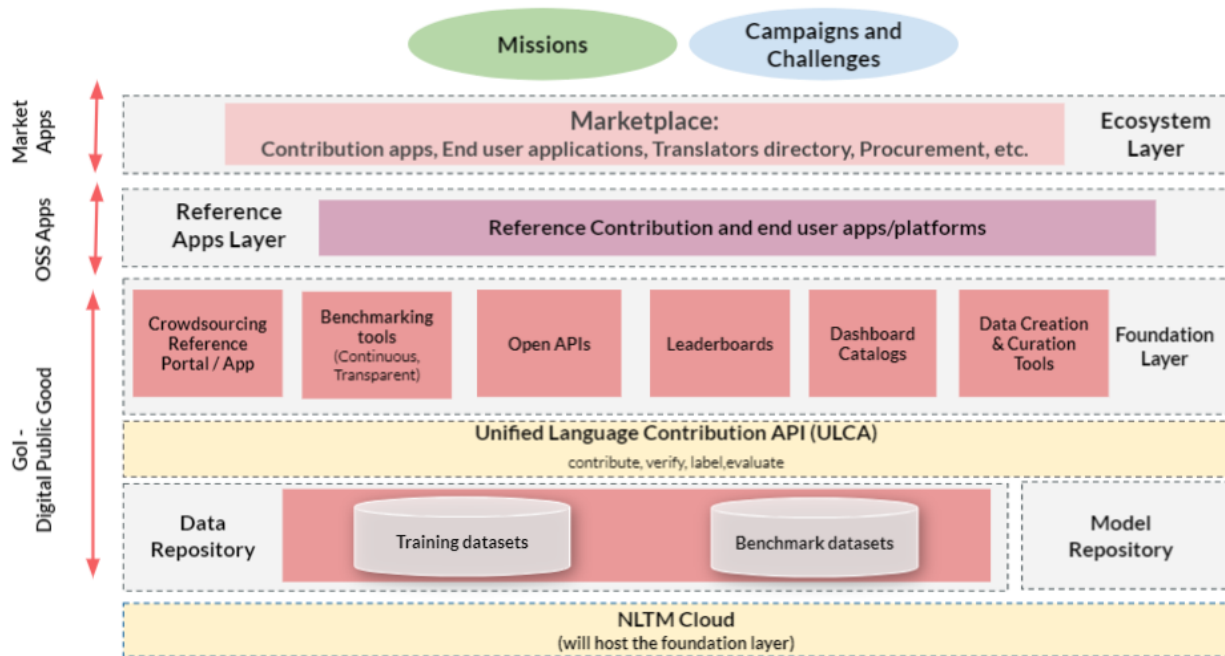 Missions
Campaigns and
Challenges
Market
Apps
Marketplace:
Contribution apps, End user applications, Translators directory, Procurement, etc.
Ecosystem
Layer
OSS Apps
Reference
Apps Layer
Reference Contribution and end user apps/platforms
GoI -
Digital Public Good
Crowdsourcing
Reference
Portal / App
Benchmarking
tools
(Continuous,
Transparent)
Open APIs
Leaderboards
Dashboard
Catalogs
Data Creation
& Curation
Tools
Foundation
Layer
Unified Language Contribution API (ULCA)
contribute, verify, label,evaluate
Data
Repository
Training datasets
Benchmark datasets
Model
Repository
NLTM Cloud
(will host the foundation layer)